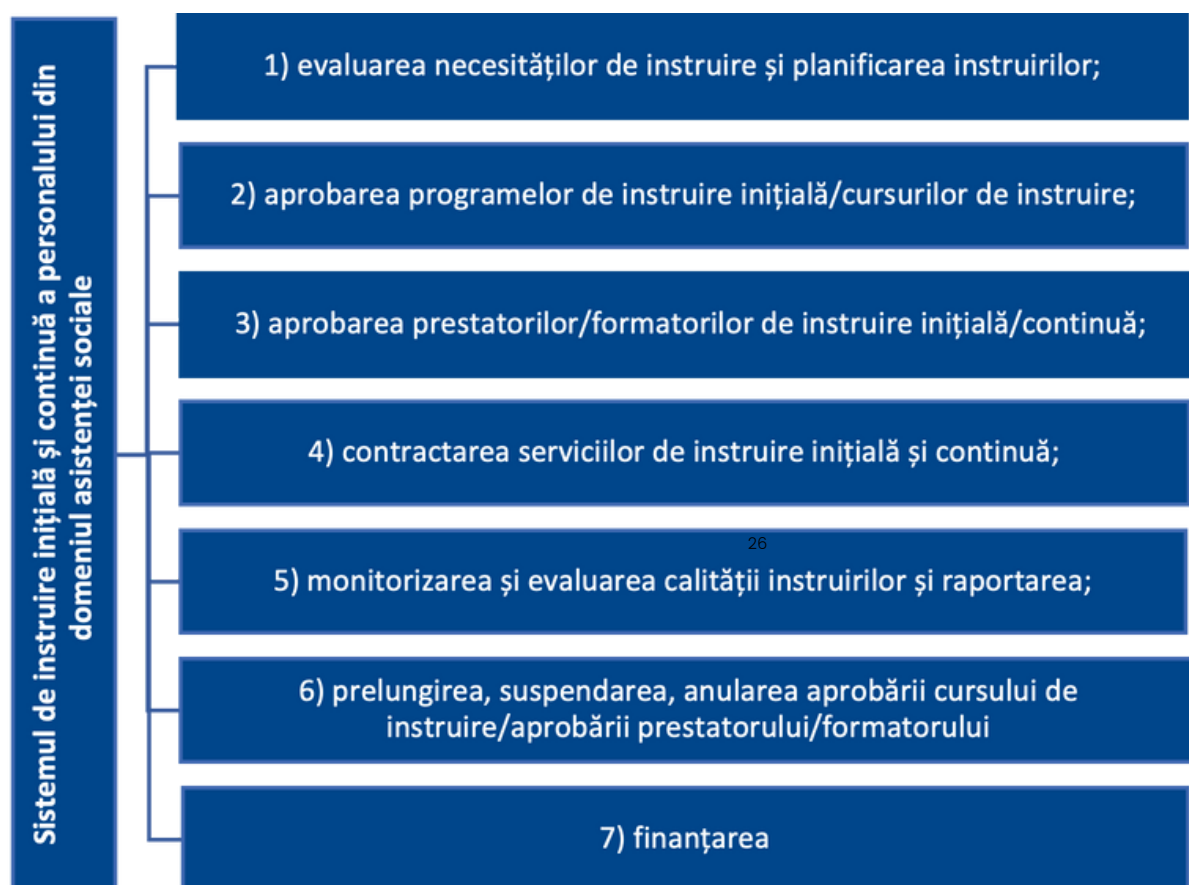 Sistemul de instruire inițială și continuă a personalului din
domeniul asistenței sociale
1) evaluarea necesităților de instruire și planificarea instruirilor;
2) aprobarea programelor de instruire inițială/cursurilor de instruire;
3) aprobarea prestatorilor/formatorilor de instruire inițială/continuă;
4) contractarea serviciilor de instruire inițială și continuă;
26
5) monitorizarea și evaluarea calității instruirilor și raportarea;
6) prelungirea, suspendarea, anularea aprobării cursului de
instruire/aprobării prestatorului/formatorului
7) finanțarea